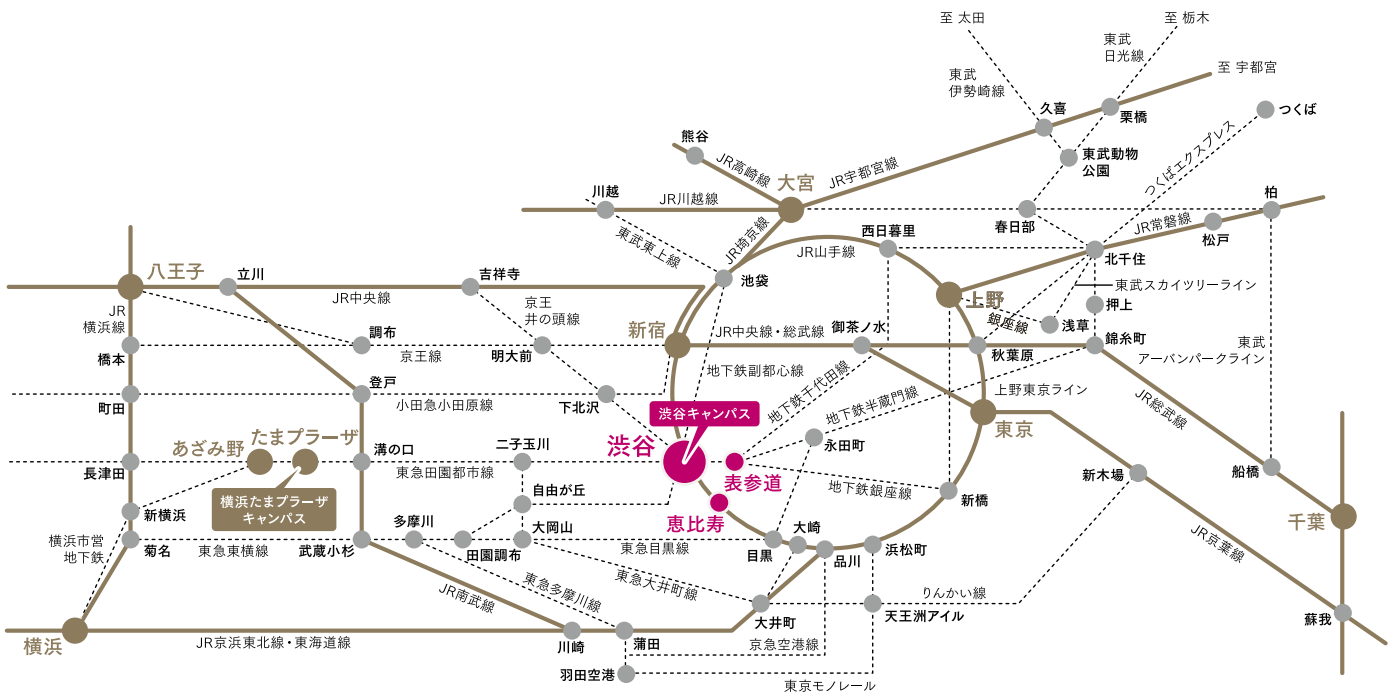 至 太田
至 栃木
東武
日光線
至 宇都宮
東武
伊勢崎線
久喜
栗橋
つくば
熊谷
東武動物
公園
つくばエクスプレス
JR高崎線
大宮
JR宇都宮線
川越
JR川越線
柏
春日部
JR常磐線
松戸
東武東上線
JR埼京線
西日暮里
JR山手線
北千住
八王子
立川
吉祥寺
池袋
JR中央線
上野
東武スカイツリーライン
押上
JR
横浜線
京王
井の頭線
調布
新宿
JR中央線・総武線
御茶ノ水
銀座線
浅草
錦糸町
橋本
京王線
明大前
秋葉原
東武
アーバンパークライン
登戸
地下鉄副都心線
地下鉄千代田線
上野東京ライン
町田
小田急小田原線
下北沢
渋谷キャンパス
地下鉄半蔵門線
JR総武線
東京
あざみ野
たまプラーザ
溝の口
二子玉川
渋谷
永田町
長津田
東急田園都市線
表参道
地下鉄銀座線
新木場
船橋
横浜たまプラーザ
キャンパス
自由が丘
新橋
新横浜
恵比寿
千葉
多摩川
大岡山
大崎
横浜市営
地下鉄
菊名
東急東横線
武蔵小杉
田園調布
東急目黒線
目黒
品川
浜松町
JR京葉線
JR南武線
東急多摩川線
東急大井町線
りんかい線
大井町
天王洲アイル
蘇我
横浜
JR京浜東北線・東海道線
川崎
蒲田
京急空港線
羽田空港
東京モノレール